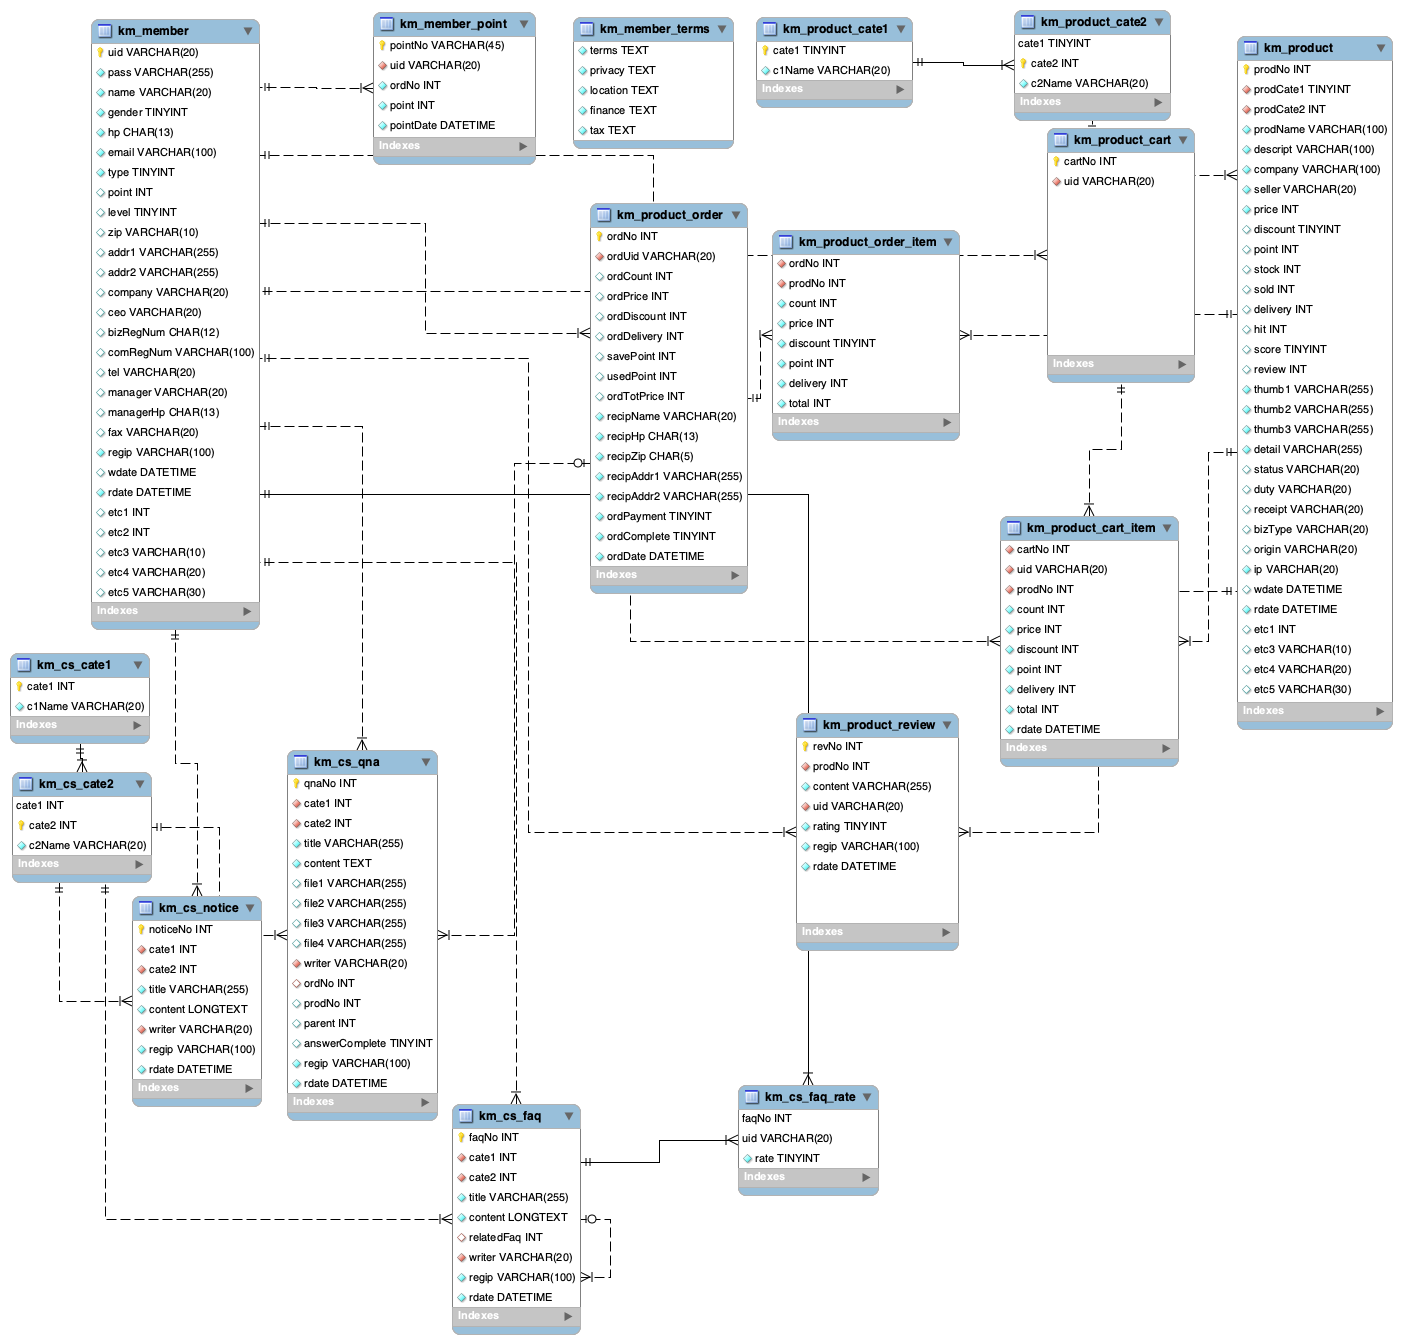 km_member
uid VARCHAR(20)
pass VARCHAR(255)
name VARCHAR(20)
gender TINYINT
hp CHAR(13)
email VARCHAR(100)
type TINYINT
point INT
level TINYINT
zip VARCHAR(10)
addr1 VARCHAR(255)
addr2 VARCHAR(255)
company VARCHAR(20)
ceo VARCHAR(20)
bizRegNum CHAR(12)
comRegNum VARCHAR(100)
tel VARCHAR(20)
manager VARCHAR(20)
managerHp CHAR(13)
fax VARCHAR(20)
regip VARCHAR(100)
wdate DATETIME
rdate DATETIME
etc1 INT
etc2 INT
etc3 VARCHAR(10)
etc4 VARCHAR(20)
etc5 VARCHAR(30)
Indexes
km_member_point
pointNo VARCHAR(45)
uid VARCHAR(20)
ordNo INT
point INT
pointDate DATETIME
Indexes
km_member_terms
terms TEXT
privacy TEXT
location TEXT
finance TEXT
tax TEXT
km_product_cate1
cate1 TINYINT
c1Name VARCHAR(20)
Indexes
km_product_cate2
cate1 TINYINT
cate2 INT
c2Name VARCHAR(20)
Indexes
km_product
prodNo INT
prodCate1 TINYINT
prodCate2 INT
prodName VARCHAR(100)
descript VARCHAR(100)
company VARCHAR(100)
seller VARCHAR(20)
price INT
discount TINYINT
point INT
stock INT
sold INT
delivery INT
hit INT
score TINYINT
review INT
thumb1 VARCHAR(255)
thumb2 VARCHAR(255)
thumb3 VARCHAR(255)
detail VARCHAR(255)
status VARCHAR(20)
duty VARCHAR(20)
receipt VARCHAR(20)
bizType VARCHAR(20)
origin VARCHAR(20)
ip VARCHAR(20)
wdate DATETIME
rdate DATETIME
etc1 INT
etc3 VARCHAR(10)
etc4 VARCHAR(20)
etc5 VARCHAR(30)
Indexes
km_product_cart
cartNo INT
uid VARCHAR(20)
Indexes
km_product_order
ordNo INT
ordUid VARCHAR(20)
ordCount INT
ordPrice INT
ordDiscount INT
ordDelivery INT
savePoint INT
usedPoint INT
ordTotPrice INT
recipName VARCHAR(20)
recipHp CHAR(13)
recipZip CHAR(5)
recipAddr1 VARCHAR(255)
recipAddr2 VARCHAR(255)
ordPayment TINYINT
ordComplete TINYINT
ordDate DATETIME
Indexes
km_product_order_item
ordNo INT
prodNo INT
count INT
price INT
discount TINYINT
point INT
delivery INT
total INT
Indexes
km_product_cart_item
cartNo INT
uid VARCHAR(20)
prodNo INT
count INT
price INT
discount INT
point INT
delivery INT
total INT
rdate DATETIME
Indexes
km_cs_cate1
cate1 INT
c1Name VARCHAR(20)
Indexes
km_cs_cate2
cate1 INT
cate2 INT
c2Name VARCHAR(20)
Indexes
km_cs_notice
noticeNo INT
cate1 INT
cate2 INT
title VARCHAR(255)
content LONGTEXT
writer VARCHAR(20)
regip VARCHAR(100)
rdate DATETIME
Indexes
km_cs_qna
qnaNo INT
cate1 INT
cate2 INT
title VARCHAR(255)
content TEXT
file1 VARCHAR(255)
file2 VARCHAR(255)
file3 VARCHAR(255)
file4 VARCHAR(255)
writer VARCHAR(20)
ordNo INT
prodNo INT
parent INT
answerComplete TINYINT
regip VARCHAR(100)
rdate DATETIME
Indexes
km_product_review
revNo INT
prodNo INT
content VARCHAR(255)
uid VARCHAR(20)
rating TINYINT
regip VARCHAR(100)
rdate DATETIME
Indexes
km_cs_faq
faqNo INT
cate1 INT
cate2 INT
title VARCHAR(255)
content LONGTEXT
relatedFaq INT
writer VARCHAR(20)
regip VARCHAR(100)
rdate DATETIME
Indexes
km_cs_faq_rate
faqNo INT
uid VARCHAR(20)
rate TINYINT
Indexes